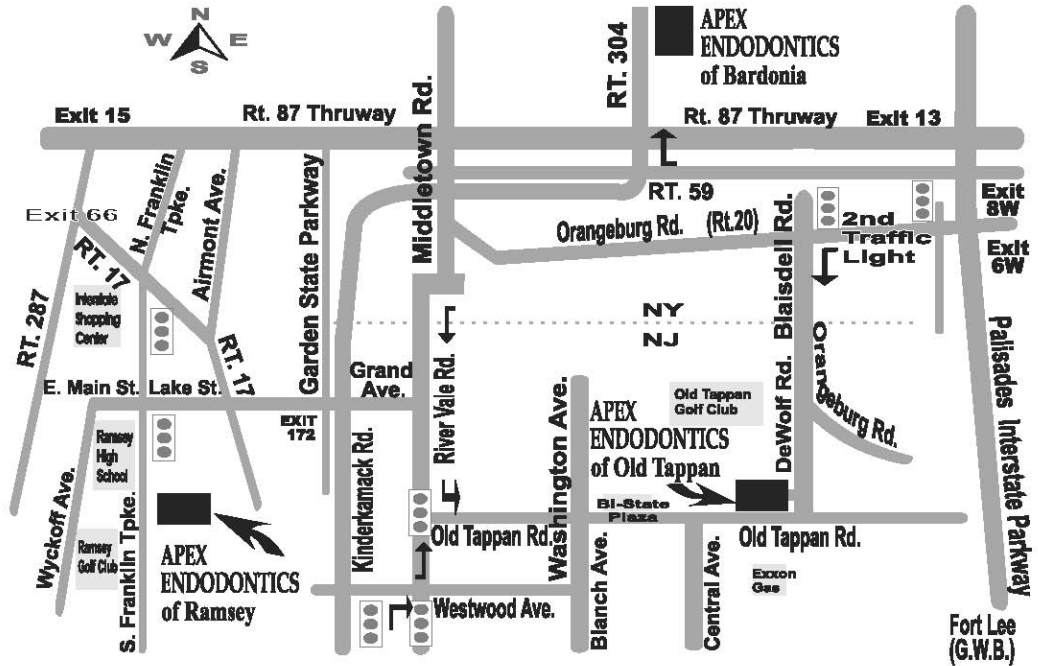 N
W E
S
APEX
ENDODONTICS
of Bardonia
RT. 304
Middletown Rd.
Exit 15
Rt. 87 Thruway
Rt. 87 Thruway
Exit 13
RT. 59
Exit
8W
Exit 66
N. Franklin
Tpke.
Airmont Ave.
Garden State Parkway
Orangeburg Rd. (Rt.20)
Blaisdell Rd.
2nd
Traffic
Light
Exit
6W
RT. 17
RT. 287
Interstate
Shopping
Center
RT. 17
NY
NJ
Orangeburg Rd.
Palisades Interstate Parkway
E. Main St. Lake St.
Grand
Ave.
River Vale Rd.
EXIT
172
Washington Ave.
APEX
ENDODONTICS
of Old Tappan
Old Tappan
Golf Club
DeWolf Rd.
Ramsey
High
School
Kinderkamack Rd.
Bi-State
Plaza
Old Tappan Rd.
Old Tappan Rd.
Wyckoff Ave.
Ramsey
Golf Club
S. Franklin Tpke.
APEX
ENDODONTICS
of Ramsey
Westwood Ave.
Blanch Ave.
Central Ave.
Exxon
Gas
Fort Lee
(G.W.B.)